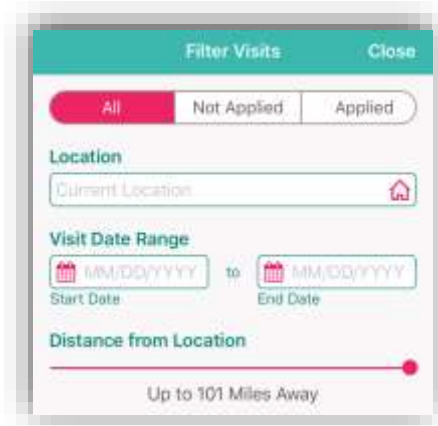 Filter Visits Close
All Not Applied Applied
Location
Current Location
Visit Date Range
MM/DD/YYYY to MM/DD/YYYY
Start Date End Date
Distance from Location
Up to 101 Miles Away